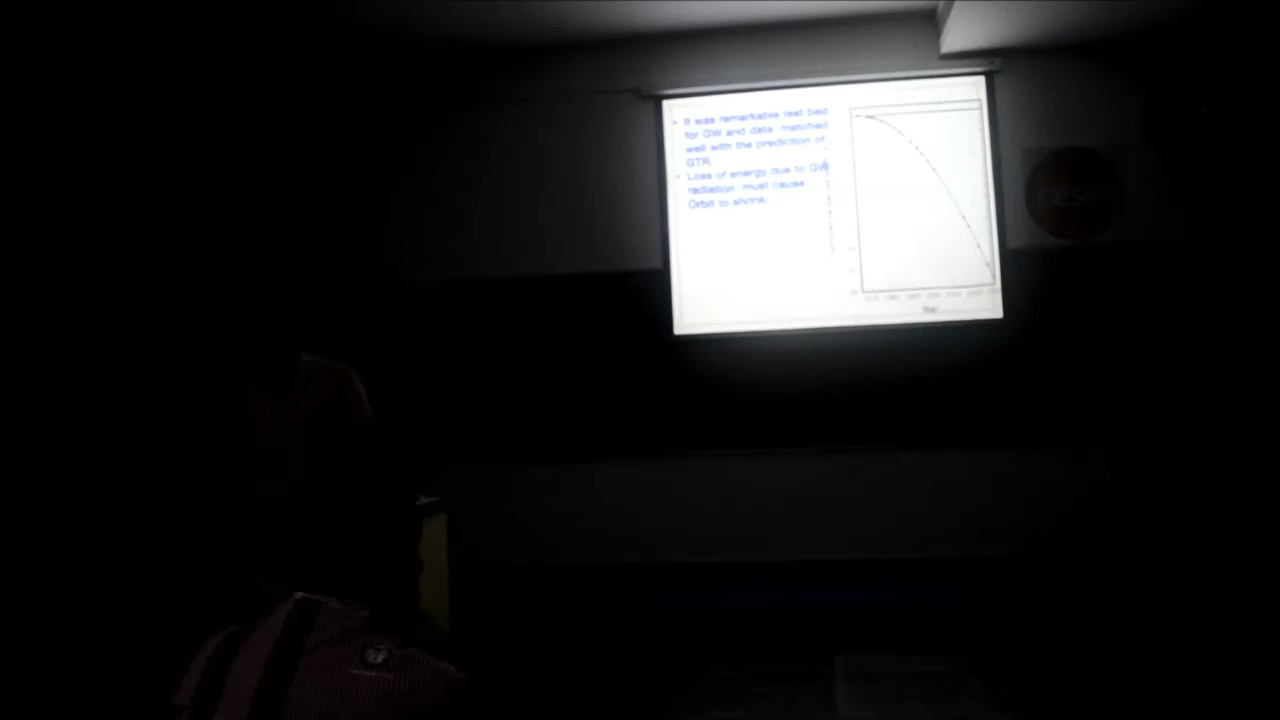 • It was remarkable test bed
for GW and data matched
well with the prediction of
GTR.
• Loss of energy due to GW
radiation must cause
Orbit to shrink.
Year